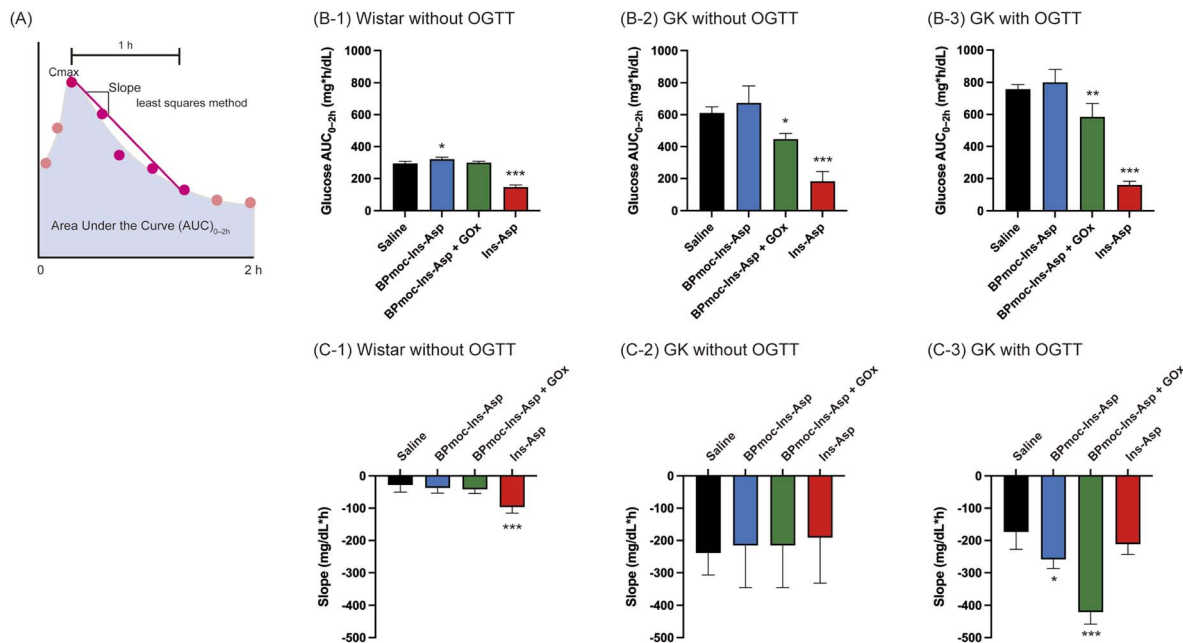 (A)
1 h
Cmax
Slope
least squares method
Area Under the Curve (AUC)0–2h
0
2 h
(B-1) Wistar without OGTT
Glucose AUC0–2h (mg*h/dL)
1000
800
600
400
200
0
*
***
Saline
BPmoc-Ins-Asp
BPmoc-Ins-Asp + GOx
Ins-Asp
(B-2) GK without OGTT
Glucose AUC0–2h (mg*h/dL)
1000
800
600
400
200
0
*
***
Saline
BPmoc-Ins-Asp
BPmoc-Ins-Asp + GOx
Ins-Asp
(B-3) GK with OGTT
Glucose AUC0–2h (mg*h/dL)
1000
800
600
400
200
0
**
***
Saline
BPmoc-Ins-Asp
BPmoc-Ins-Asp + GOx
Ins-Asp
(C-1) Wistar without OGTT
Saline
BPmoc-Ins-Asp
BPmoc-Ins-Asp + GOx
Ins-Asp
Slope (mg/dL*h)
0
-100
-200
-300
-400
-500
***
(C-2) GK without OGTT
Saline
BPmoc-Ins-Asp
BPmoc-Ins-Asp + GOx
Ins-Asp
Slope (mg/dL*h)
0
-100
-200
-300
-400
-500
(C-3) GK with OGTT
Saline
BPmoc-Ins-Asp
BPmoc-Ins-Asp + GOx
Ins-Asp
Slope (mg/dL*h)
0
-100
-200
-300
-400
-500
*
***